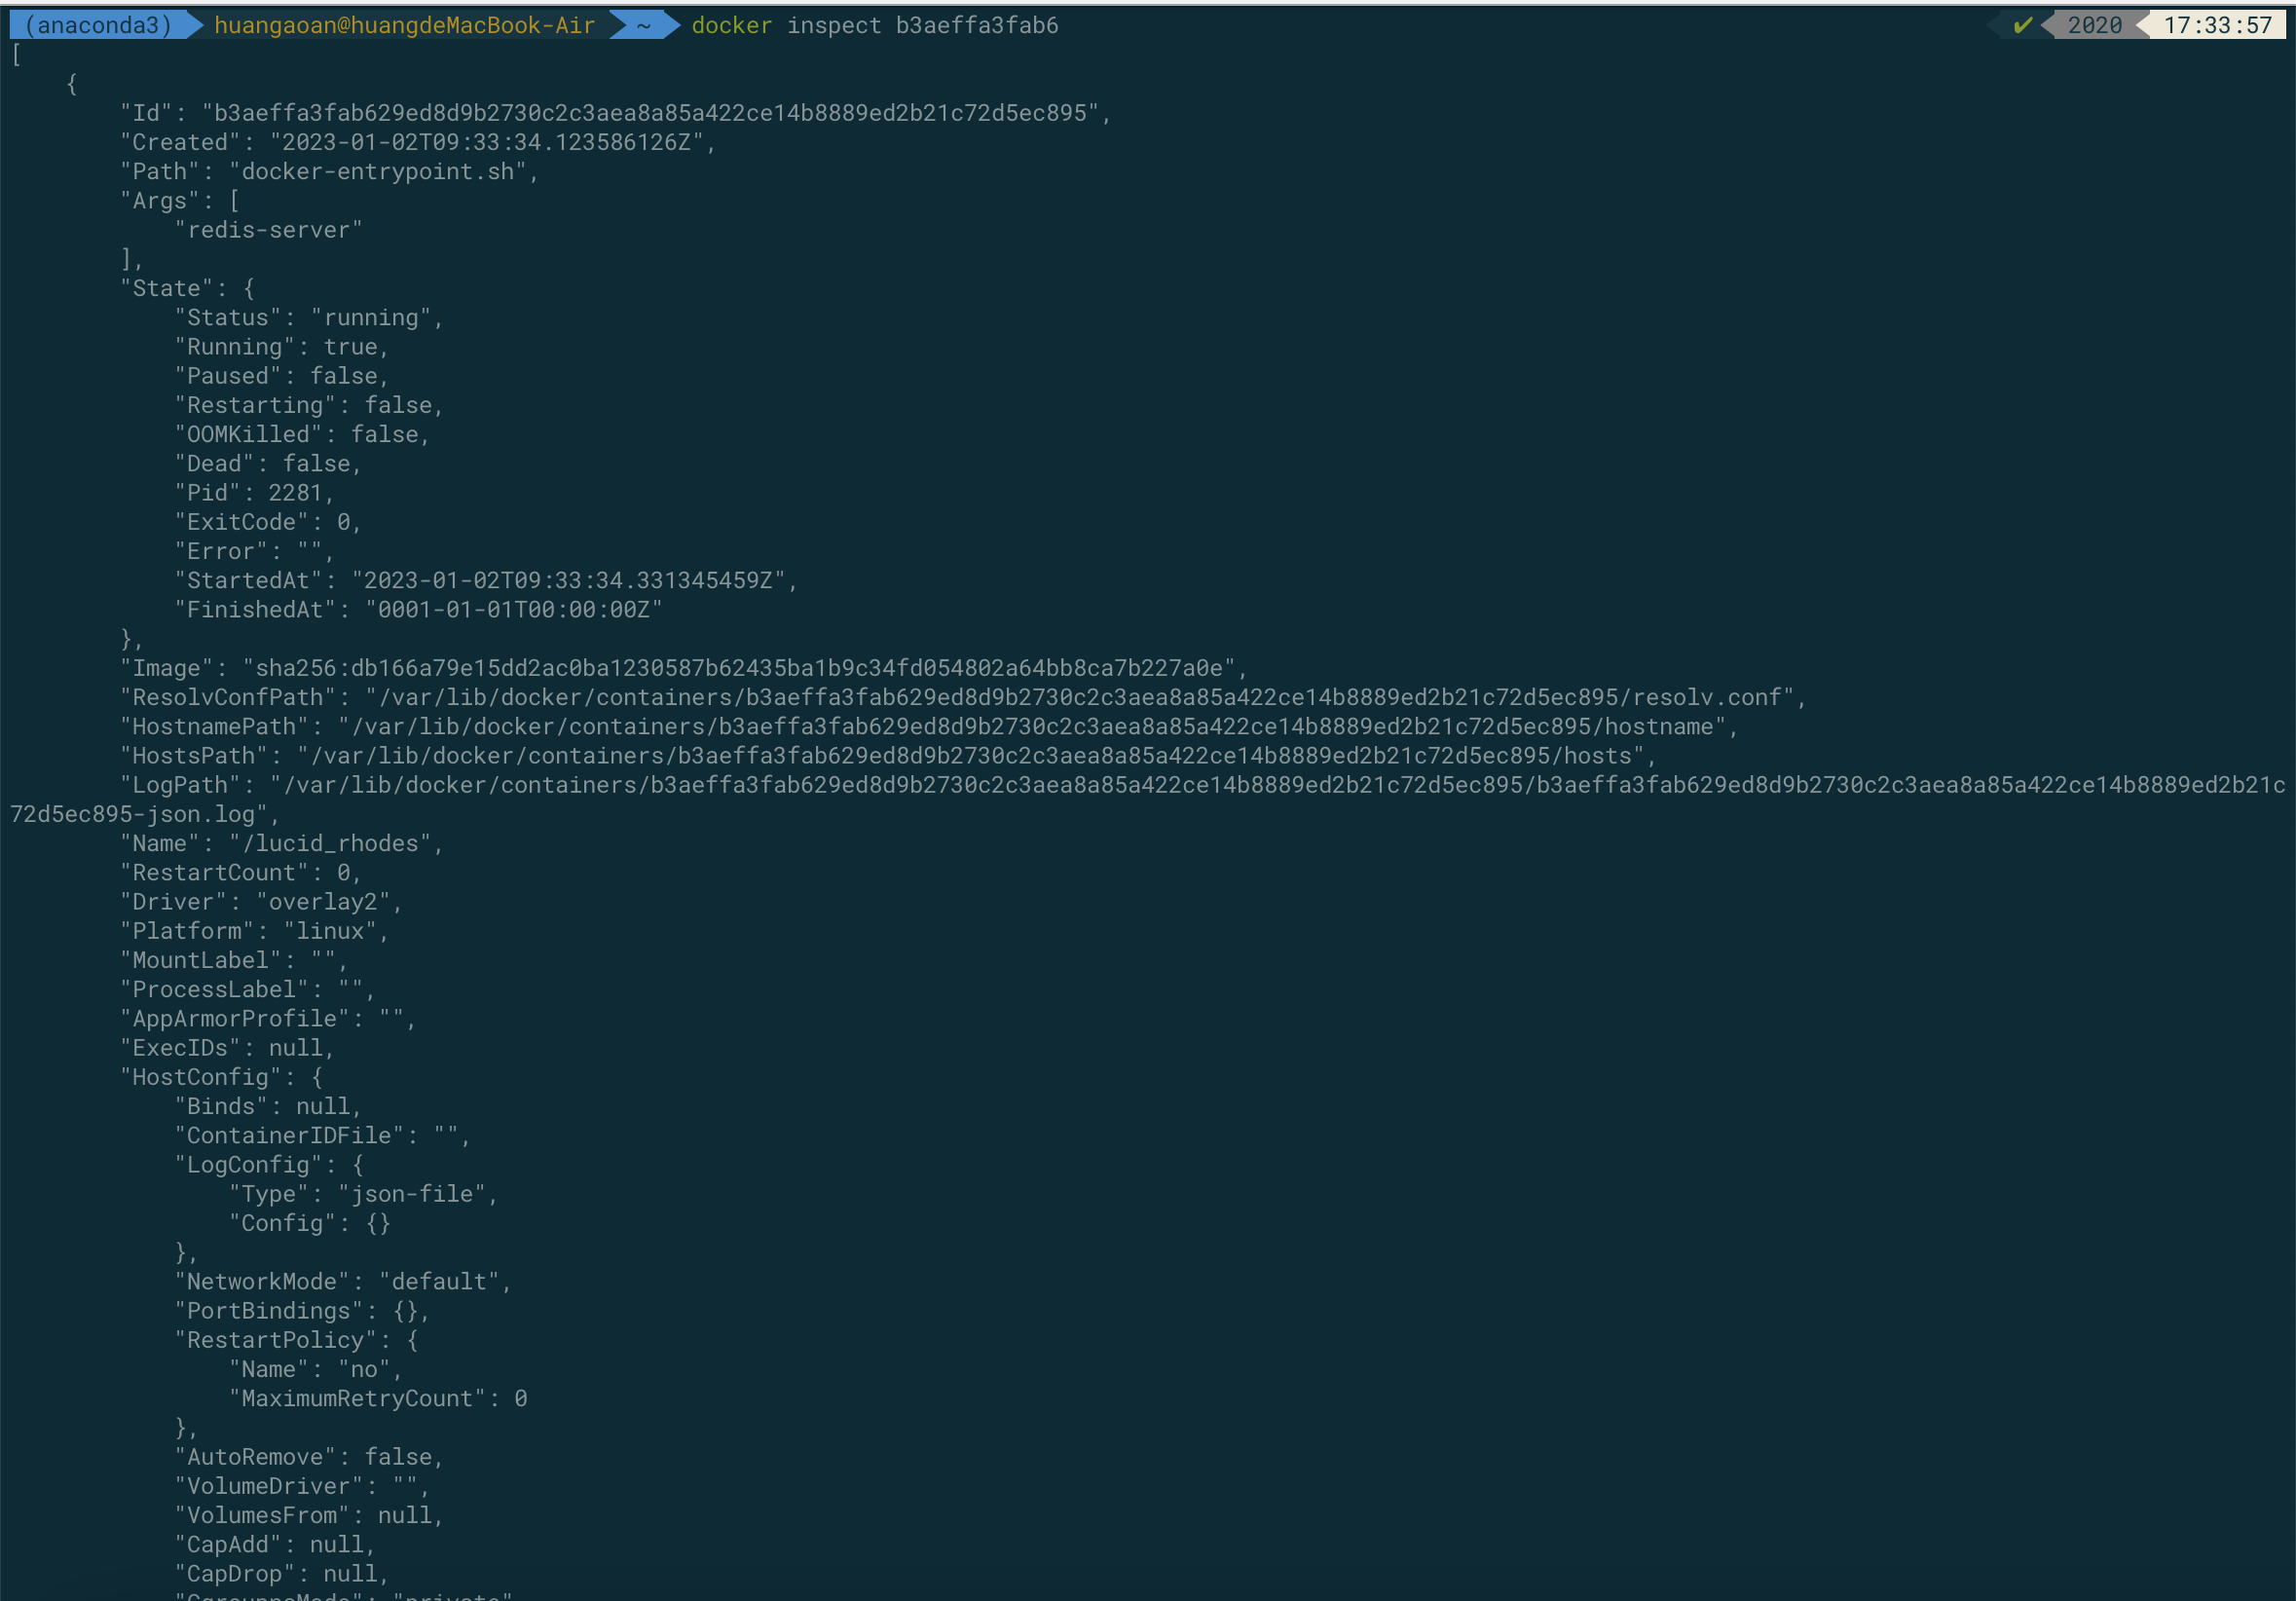 (anaconda3) huangaoan@huangdeMacBook-Air ~ docker inspect b3aeffa3fab6 ✔ 2020 17:33:57
[
    {
        "Id": "b3aeffa3fab629ed8d9b2730c2c3aea8a85a422ce14b8889ed2b21c72d5ec895",
        "Created": "2023-01-02T09:33:34.123586126Z",
        "Path": "docker-entrypoint.sh",
        "Args": [
            "redis-server"
        ],
        "State": {
            "Status": "running",
            "Running": true,
            "Paused": false,
            "Restarting": false,
            "OOMKilled": false,
            "Dead": false,
            "Pid": 2281,
            "ExitCode": 0,
            "Error": "",
            "StartedAt": "2023-01-02T09:33:34.331345459Z",
            "FinishedAt": "0001-01-01T00:00:00Z"
        },
        "Image": "sha256:db166a79e15dd2ac0ba1230587b62435ba1b9c34fd054802a64bb8ca7b227a0e",
        "ResolvConfPath": "/var/lib/docker/containers/b3aeffa3fab629ed8d9b2730c2c3aea8a85a422ce14b8889ed2b21c72d5ec895/resolv.conf",
        "HostnamePath": "/var/lib/docker/containers/b3aeffa3fab629ed8d9b2730c2c3aea8a85a422ce14b8889ed2b21c72d5ec895/hostname",
        "HostsPath": "/var/lib/docker/containers/b3aeffa3fab629ed8d9b2730c2c3aea8a85a422ce14b8889ed2b21c72d5ec895/hosts",
        "LogPath": "/var/lib/docker/containers/b3aeffa3fab629ed8d9b2730c2c3aea8a85a422ce14b8889ed2b21c72d5ec895/b3aeffa3fab629ed8d9b2730c2c3aea8a85a422ce14b8889ed2b21c
72d5ec895-json.log",
        "Name": "/lucid_rhodes",
        "RestartCount": 0,
        "Driver": "overlay2",
        "Platform": "linux",
        "MountLabel": "",
        "ProcessLabel": "",
        "AppArmorProfile": "",
        "ExecIDs": null,
        "HostConfig": {
            "Binds": null,
            "ContainerIDFile": "",
            "LogConfig": {
                "Type": "json-file",
                "Config": {}
            },
            "NetworkMode": "default",
            "PortBindings": {},
            "RestartPolicy": {
                "Name": "no",
                "MaximumRetryCount": 0
            },
            "AutoRemove": false,
            "VolumeDriver": "",
            "VolumesFrom": null,
            "CapAdd": null,
            "CapDrop": null,